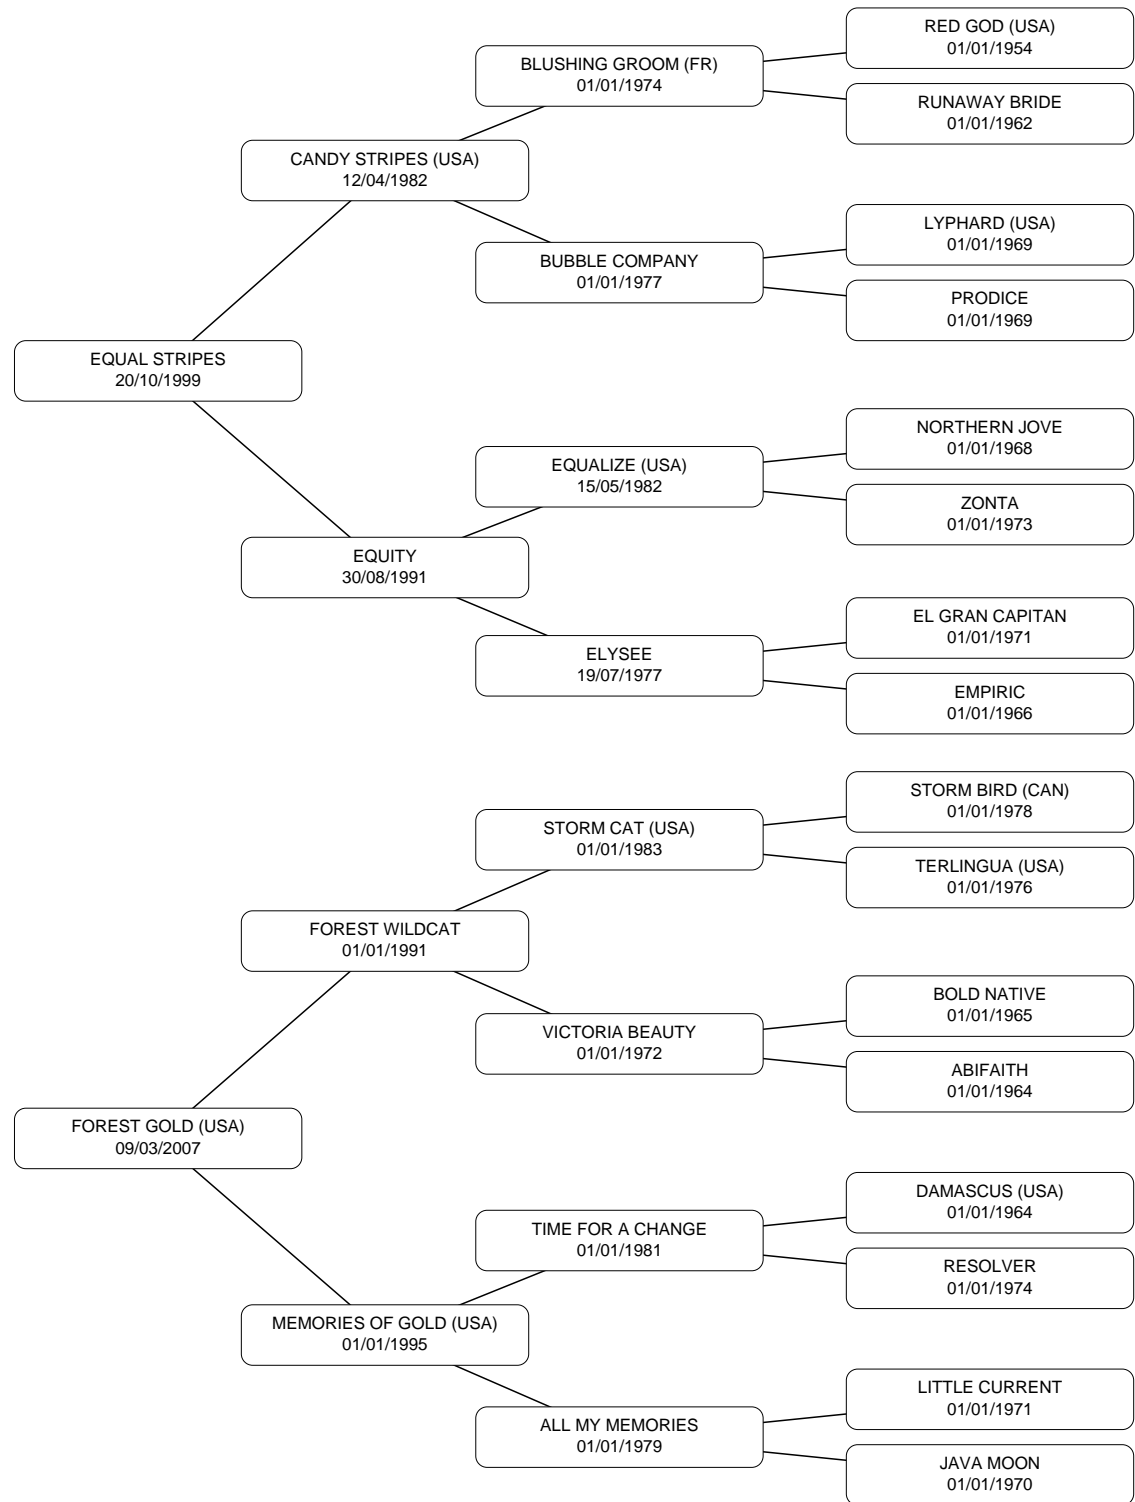 RED GOD (USA)
01/01/1954
BLUSHING GROOM (FR)
01/01/1974
RUNAWAY BRIDE
01/01/1962
CANDY STRIPES (USA)
12/04/1982
LYPHARD (USA)
01/01/1969
BUBBLE COMPANY
01/01/1977
PRODICE
01/01/1969
EQUAL STRIPES
20/10/1999
NORTHERN JOVE
01/01/1968
EQUALIZE (USA)
15/05/1982
ZONTA
01/01/1973
EQUITY
30/08/1991
EL GRAN CAPITAN
01/01/1971
ELYSEE
19/07/1977
EMPIRIC
01/01/1966
STORM BIRD (CAN)
01/01/1978
STORM CAT (USA)
01/01/1983
TERLINGUA (USA)
01/01/1976
FOREST WILDCAT
01/01/1991
BOLD NATIVE
01/01/1965
VICTORIA BEAUTY
01/01/1972
ABIFAITH
01/01/1964
FOREST GOLD (USA)
09/03/2007
DAMASCUS (USA)
01/01/1964
TIME FOR A CHANGE
01/01/1981
RESOLVER
01/01/1974
MEMORIES OF GOLD (USA)
01/01/1995
LITTLE CURRENT
01/01/1971
ALL MY MEMORIES
01/01/1979
JAVA MOON
01/01/1970